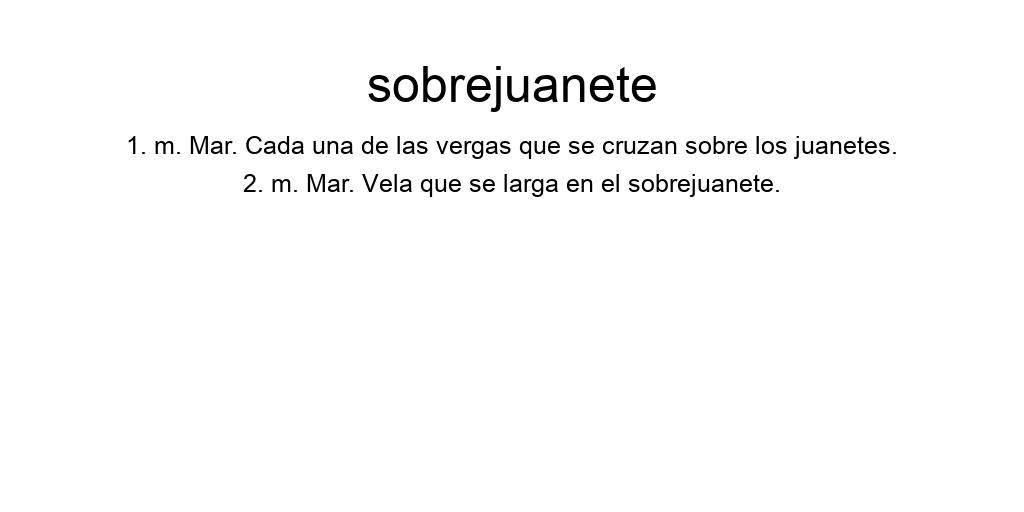 sobrejuanete
1. m. Mar. Cada una de las vergas que se cruzan sobre los juanetes.
2. m. Mar. Vela que se larga en el sobrejuanete.